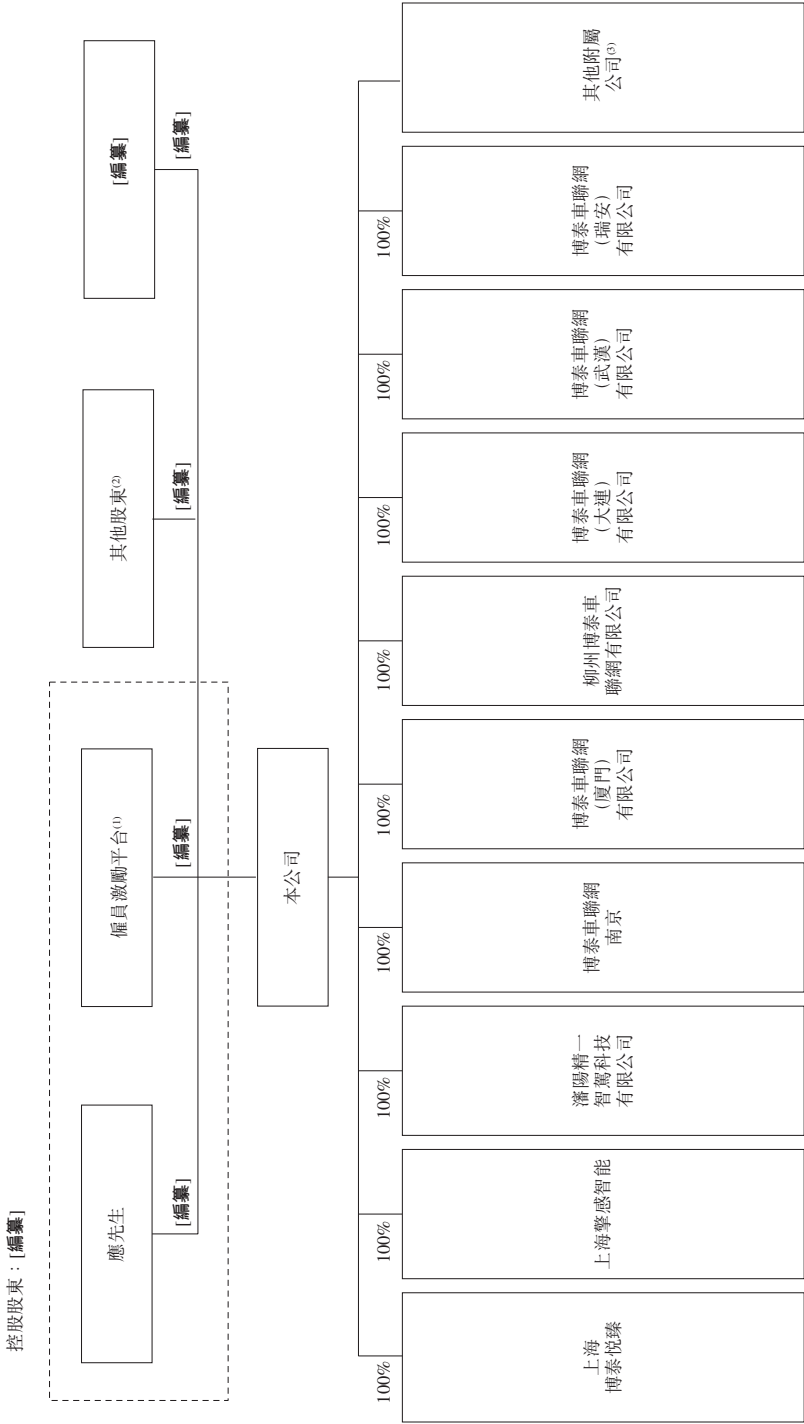 控股股東：[編纂]
應先生
僱員激勵平台(1)
其他股東(2)
[編纂]
[編纂]
[編纂]
[編纂]
[編纂]
本公司
100%
100%
100%
100%
100%
100%
100%
100%
100%
上海
博泰悅臻
上海擎感智能
瀋陽精一
智駕科技
有限公司
博泰車聯網
南京
博泰車聯網
(廈門)
有限公司
柳州博泰車
聯網有限公司
博泰車聯網
(大連)
有限公司
博泰車聯網
(武漢)
有限公司
博泰車聯網
(瑞安)
有限公司
其他附屬
公司(3)